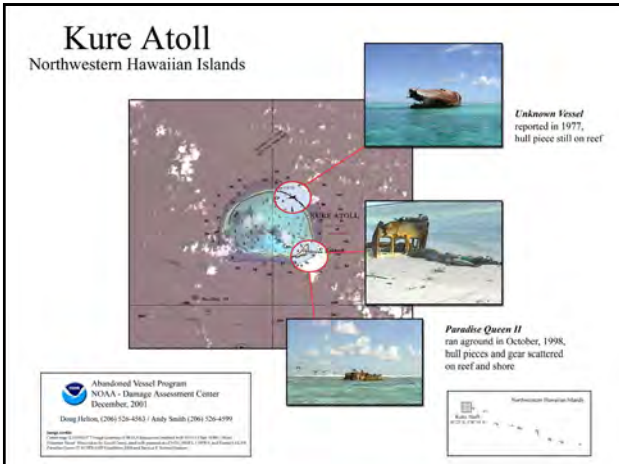 Kure Atoll
Northwestern Hawaiian Islands
Unknown Vessel
reported in 1977,
hull piece still on reef
KURE ATOLL
Paradise Queen II
ran aground in October, 1998,
hull pieces and gear scattered
on reef and shore
Abandoned Vessel Program
NOAA - Damage Assessment Center
December, 2001
Doug Helton, (206) 526-4563 / Andy Smith (206) 526-4599
Northwestern Hawaiian Islands
Kure Atoll